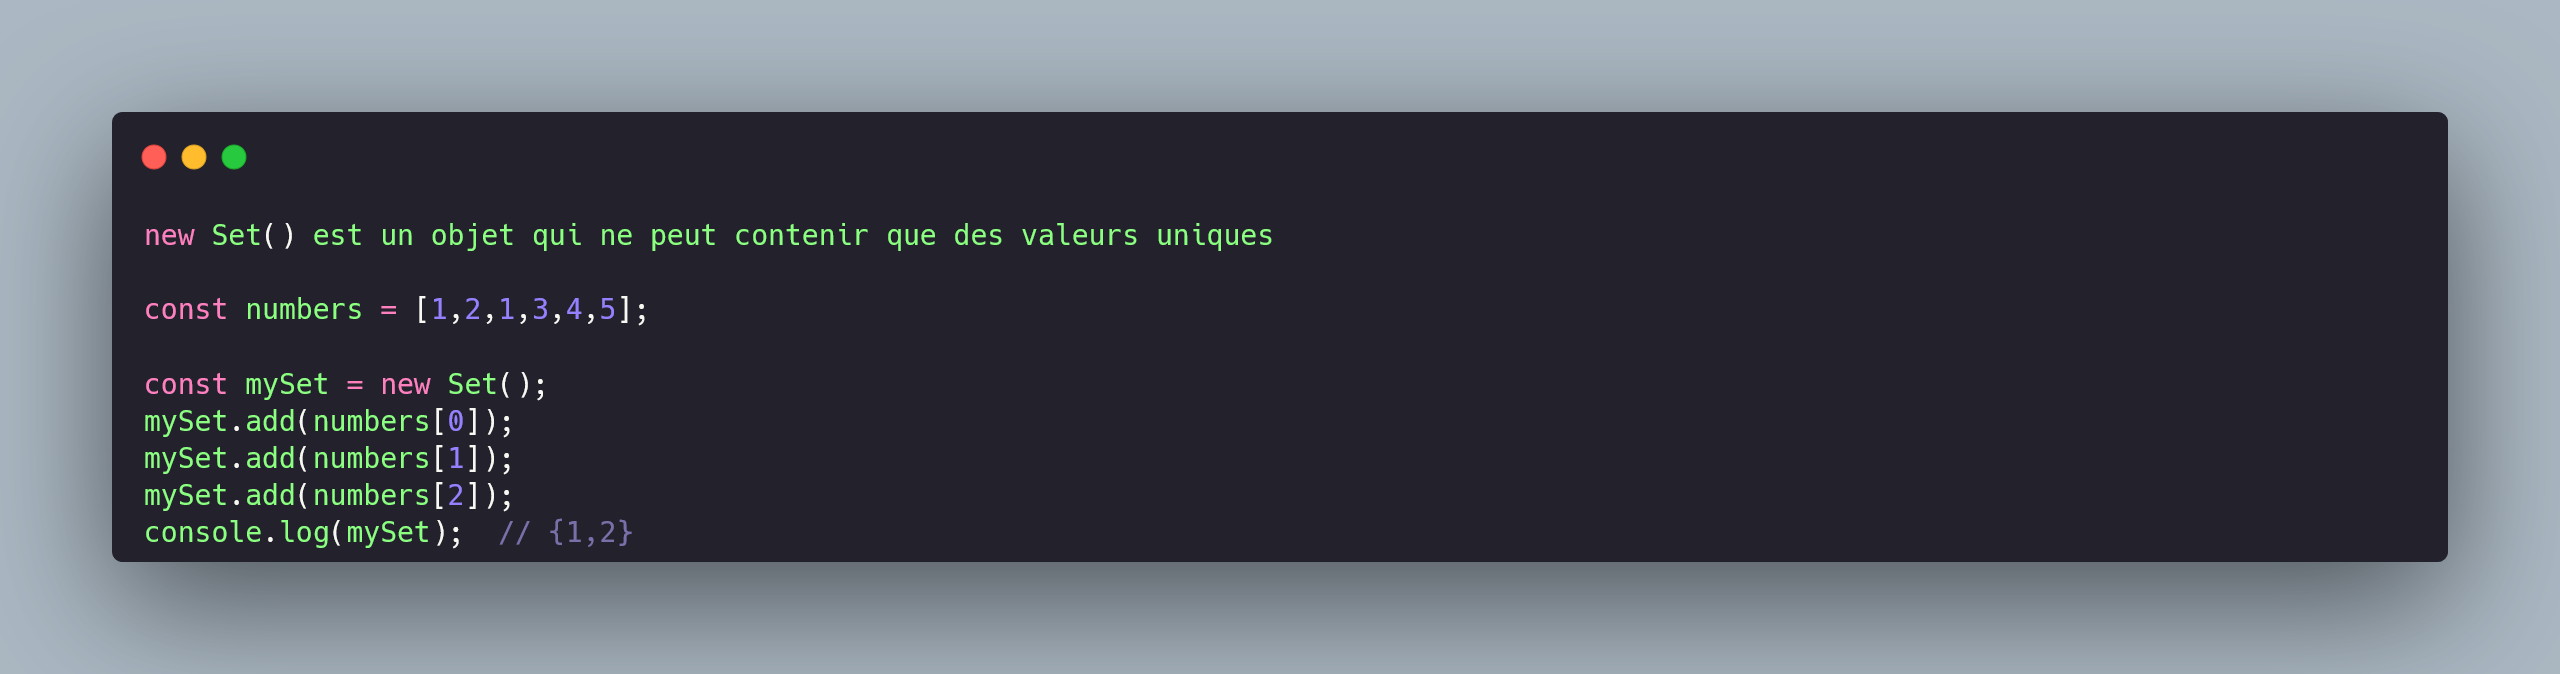 new Set() est un objet qui ne peut contenir que des valeurs uniques
const numbers = [1,2,1,3,4,5];
const mySet = new Set();
mySet.add(numbers[0]);
mySet.add(numbers[1]);
mySet.add(numbers[2]);
console.log(mySet);  // {1,2}